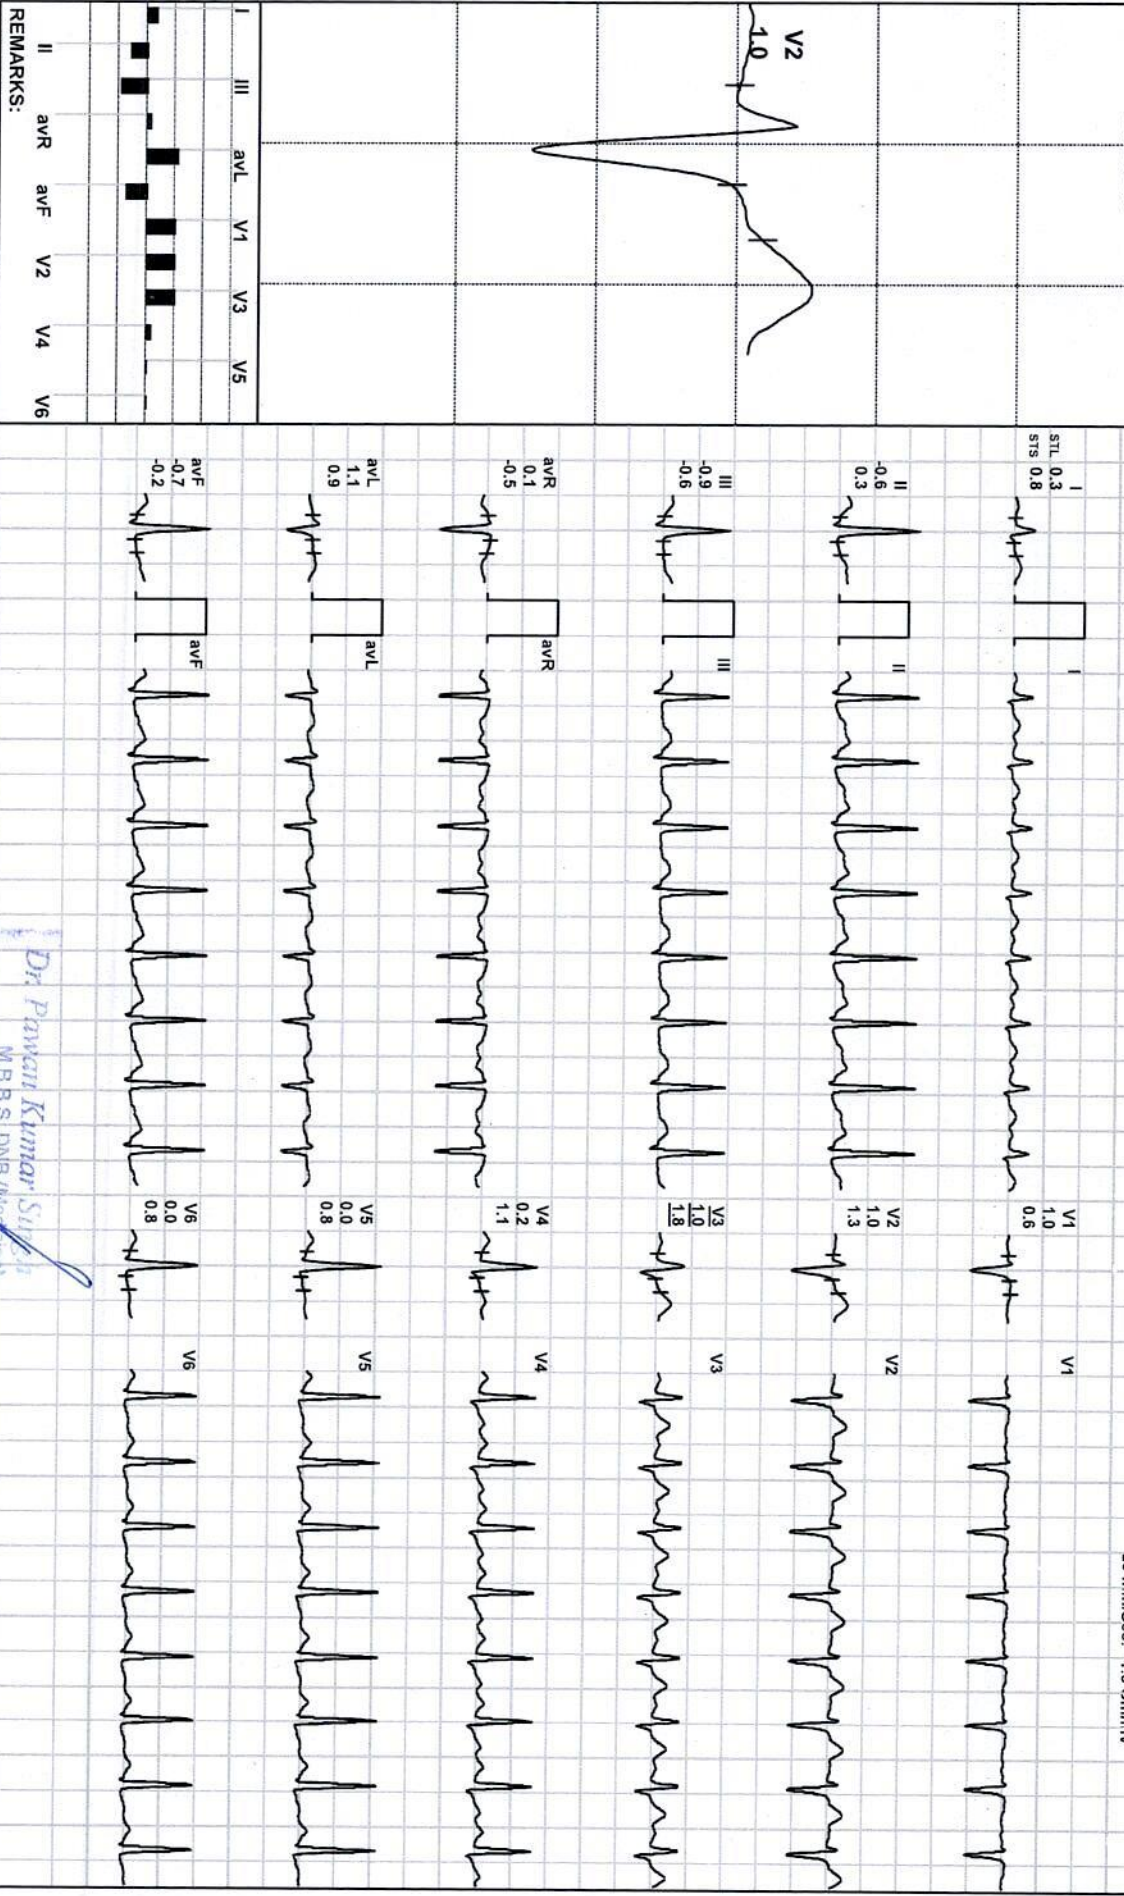 V2
1.0
I
III
avL
V1
V3
V5
II
avR
avF
V2
V4
V6
REMARKS:
I
STL 0.3
STS 0.8
I
II
-0.6
0.3
II
III
-0.9
-0.6
III
avR
0.1
-0.5
avR
avL
1.1
0.9
avL
avF
-0.7
-0.2
avF
V1
1.0
0.6
V1
V2
1.0
1.3
V2
V3
1.0
1.8
V3
V4
0.2
1.1
V4
V5
0.0
0.8
V5
V6
0.0
0.8
V6
Dr. Pawan Kumar Singh